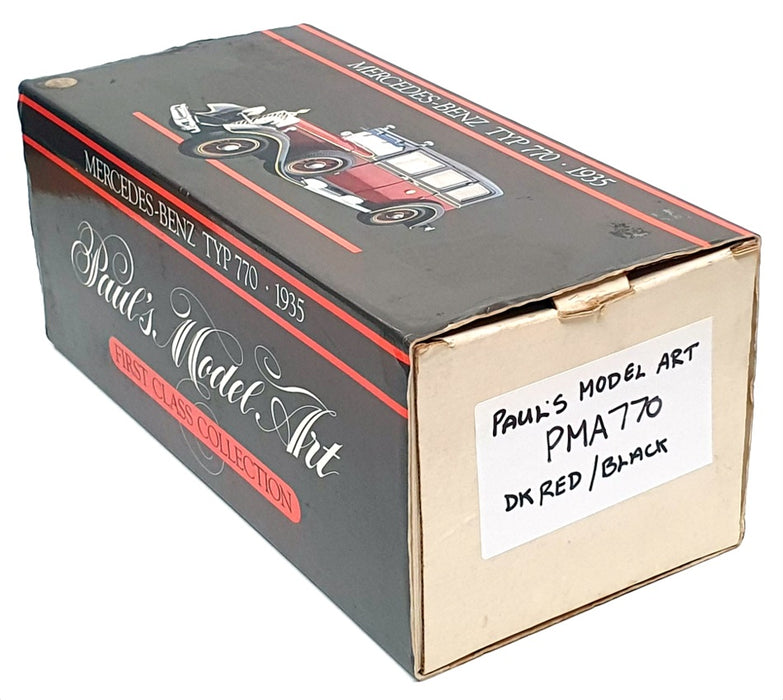 MERCEDES-BENZ TYP 770 · 1935
MERCEDES-BENZ TYP 770 · 1935
Paul's Model Art
FIRST CLASS COLLECTION
PAUL'S MODEL ART
PMA770
DK RED/BLACK